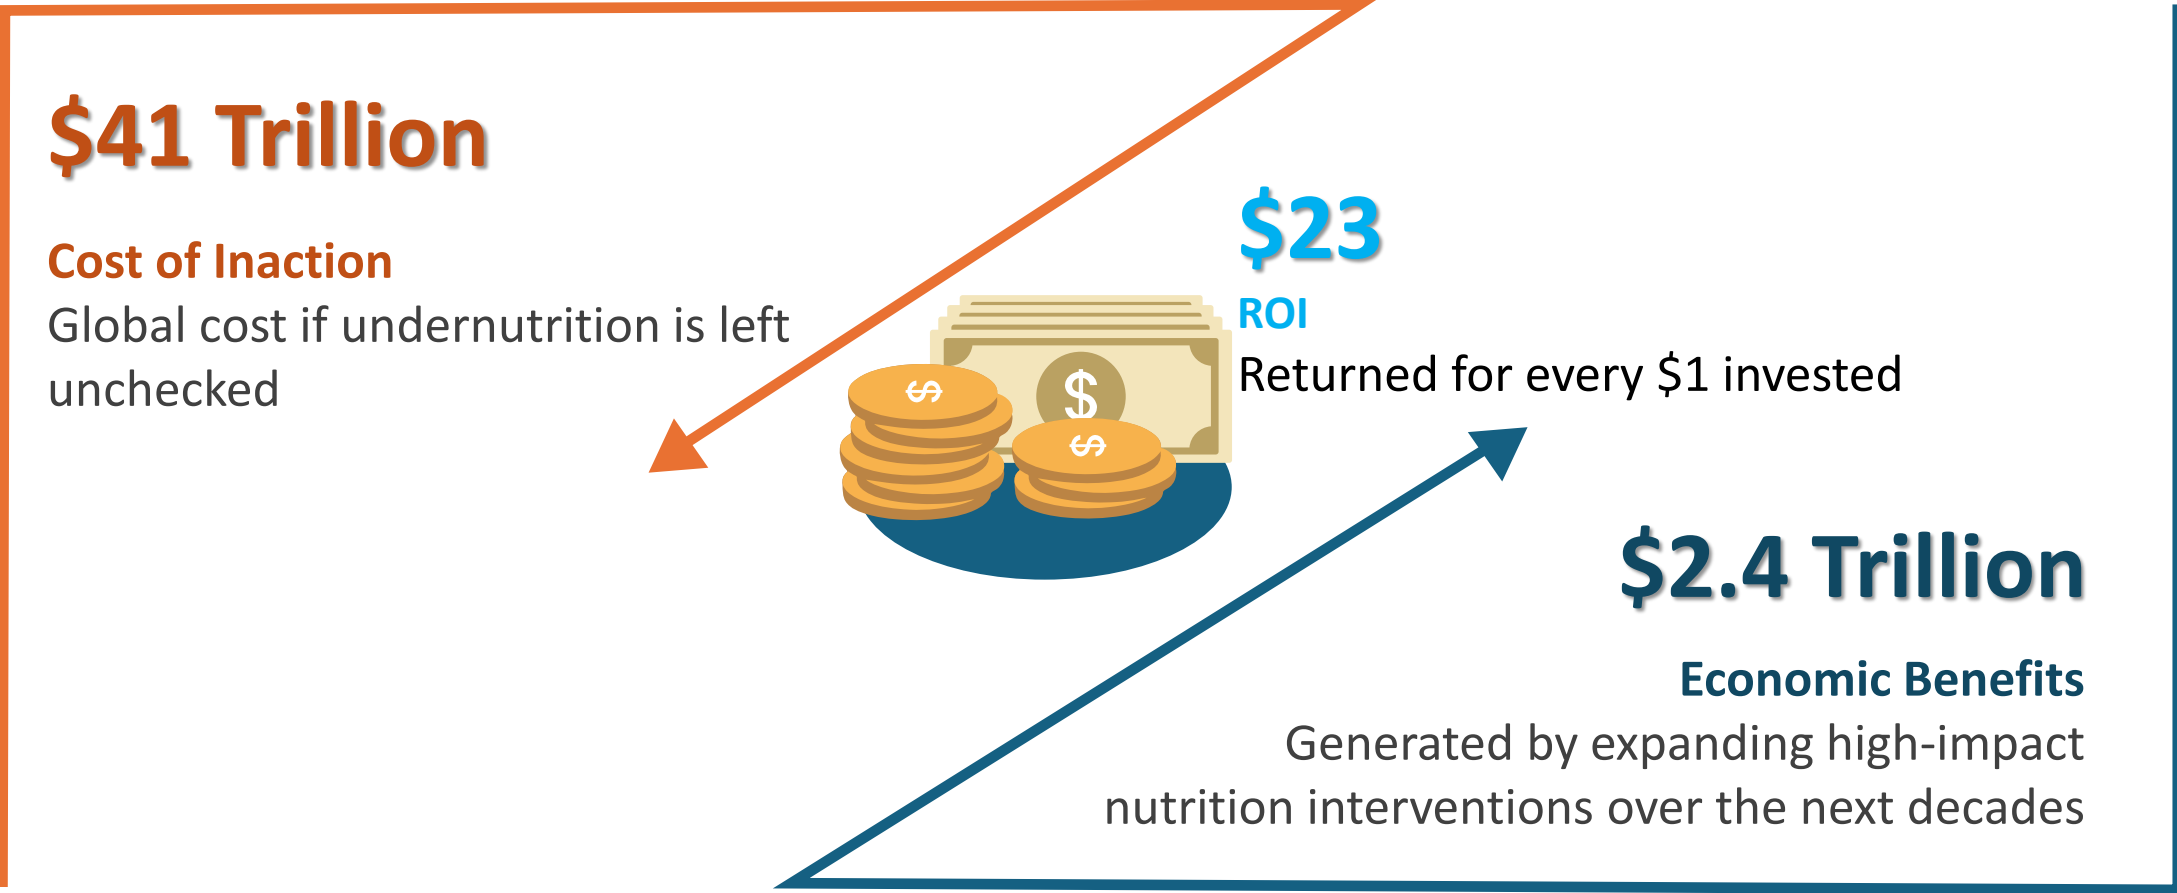 $41 Trillion
Cost of Inaction
Global cost if undernutrition is left
unchecked
$23
ROI
Returned for every $1 invested
$
$
$
$2.4 Trillion
Economic Benefits
Generated by expanding high-impact
nutrition interventions over the next decades